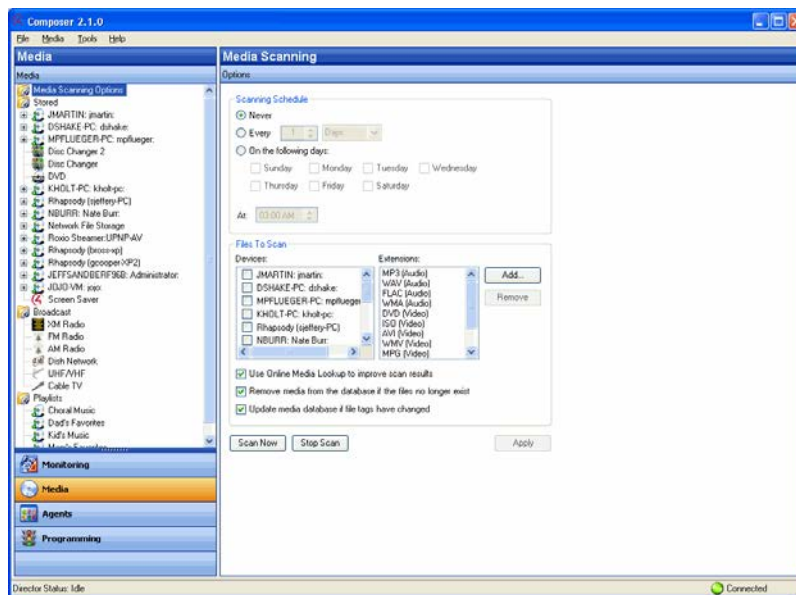 Composer 2.1.0
File Media Tools Help
Media
Media
Media Scanning Options
Stored
JMARTIN: jmartin:
DSHAKE-PC: dshake:
MPFLUEGER-PC: mpflueger:
Disc Changer 2
Disc Changer
DVD
KHOLT-PC: kholt-pc:
Rhapsody (sjeffery-PC)
NBURR: Nate Burr:
Network File Storage
Roxio Streamer:UPNP-AV
Rhapsody (bross-xp)
Rhapsody (gcooper-XP2)
JEFFSANDBERF96B: Administrator:
JOJO-VM: jojo:
Screen Saver
Broadcast
XM Radio
FM Radio
AM Radio
Dish Network
UHF/VHF
Cable TV
Playlists
Choral Music
Dad's Favorites
Kid's Music
Mom's Favorites
Monitoring
Media
Agents
Programming
Media Scanning
Options
Scanning Schedule
Never
Every 1 Days
On the following days:
Sunday Monday Tuesday Wednesday
Thursday Friday Saturday
At: 03:00 AM
Files To Scan
Devices: Extensions:
JMARTIN: jmartin:
DSHAKE-PC: dshake:
MPFLUEGER-PC: mpflueger
KHOLT-PC: kholt-pc:
Rhapsody (sjeffery-PC)
NBURR: Nate Burr:
MP3 (Audio)
WAV (Audio)
FLAC (Audio)
WMA (Audio)
DVD (Video)
ISO (Video)
AVI (Video)
WMV (Video)
MPG (Video)
Add...
Remove
Use Online Media Lookup to improve scan results
Remove media from the database if the files no longer exist
Update media database if file tags have changed
Scan Now Stop Scan Apply
Director Status: Idle Connected